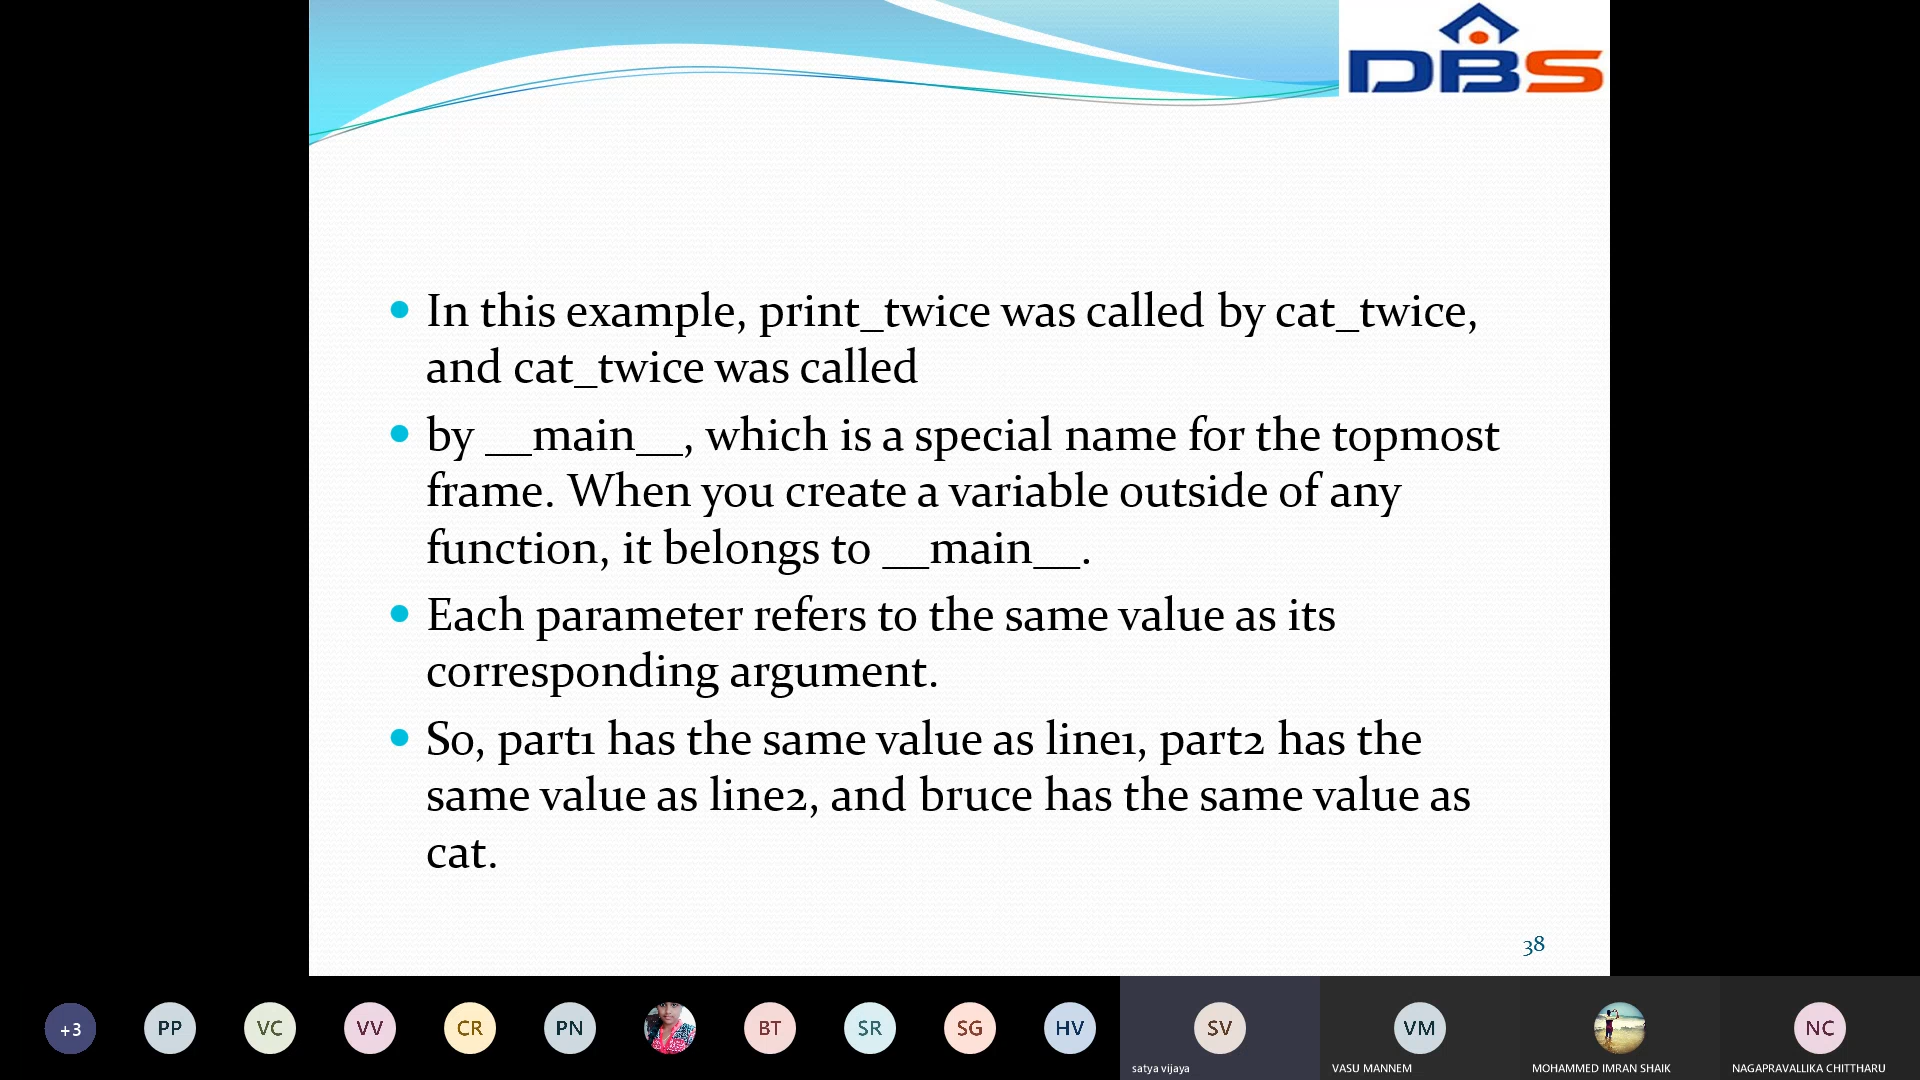 DBS
In this example, print_twice was called by cat_twice,
and cat_twice was called
by __main__, which is a special name for the topmost
frame. When you create a variable outside of any
function, it belongs to __main__.
Each parameter refers to the same value as its
corresponding argument.
So, part1 has the same value as line1, part2 has the
same value as line2, and bruce has the same value as
cat.
38
+3 PP VC VV CR PN BT SR SG HV SV VM NC
satya vijaya VASU MANNEM MOHAMMED IMRAN SHAIK NAGAPRAVALLIKA CHITTHARU